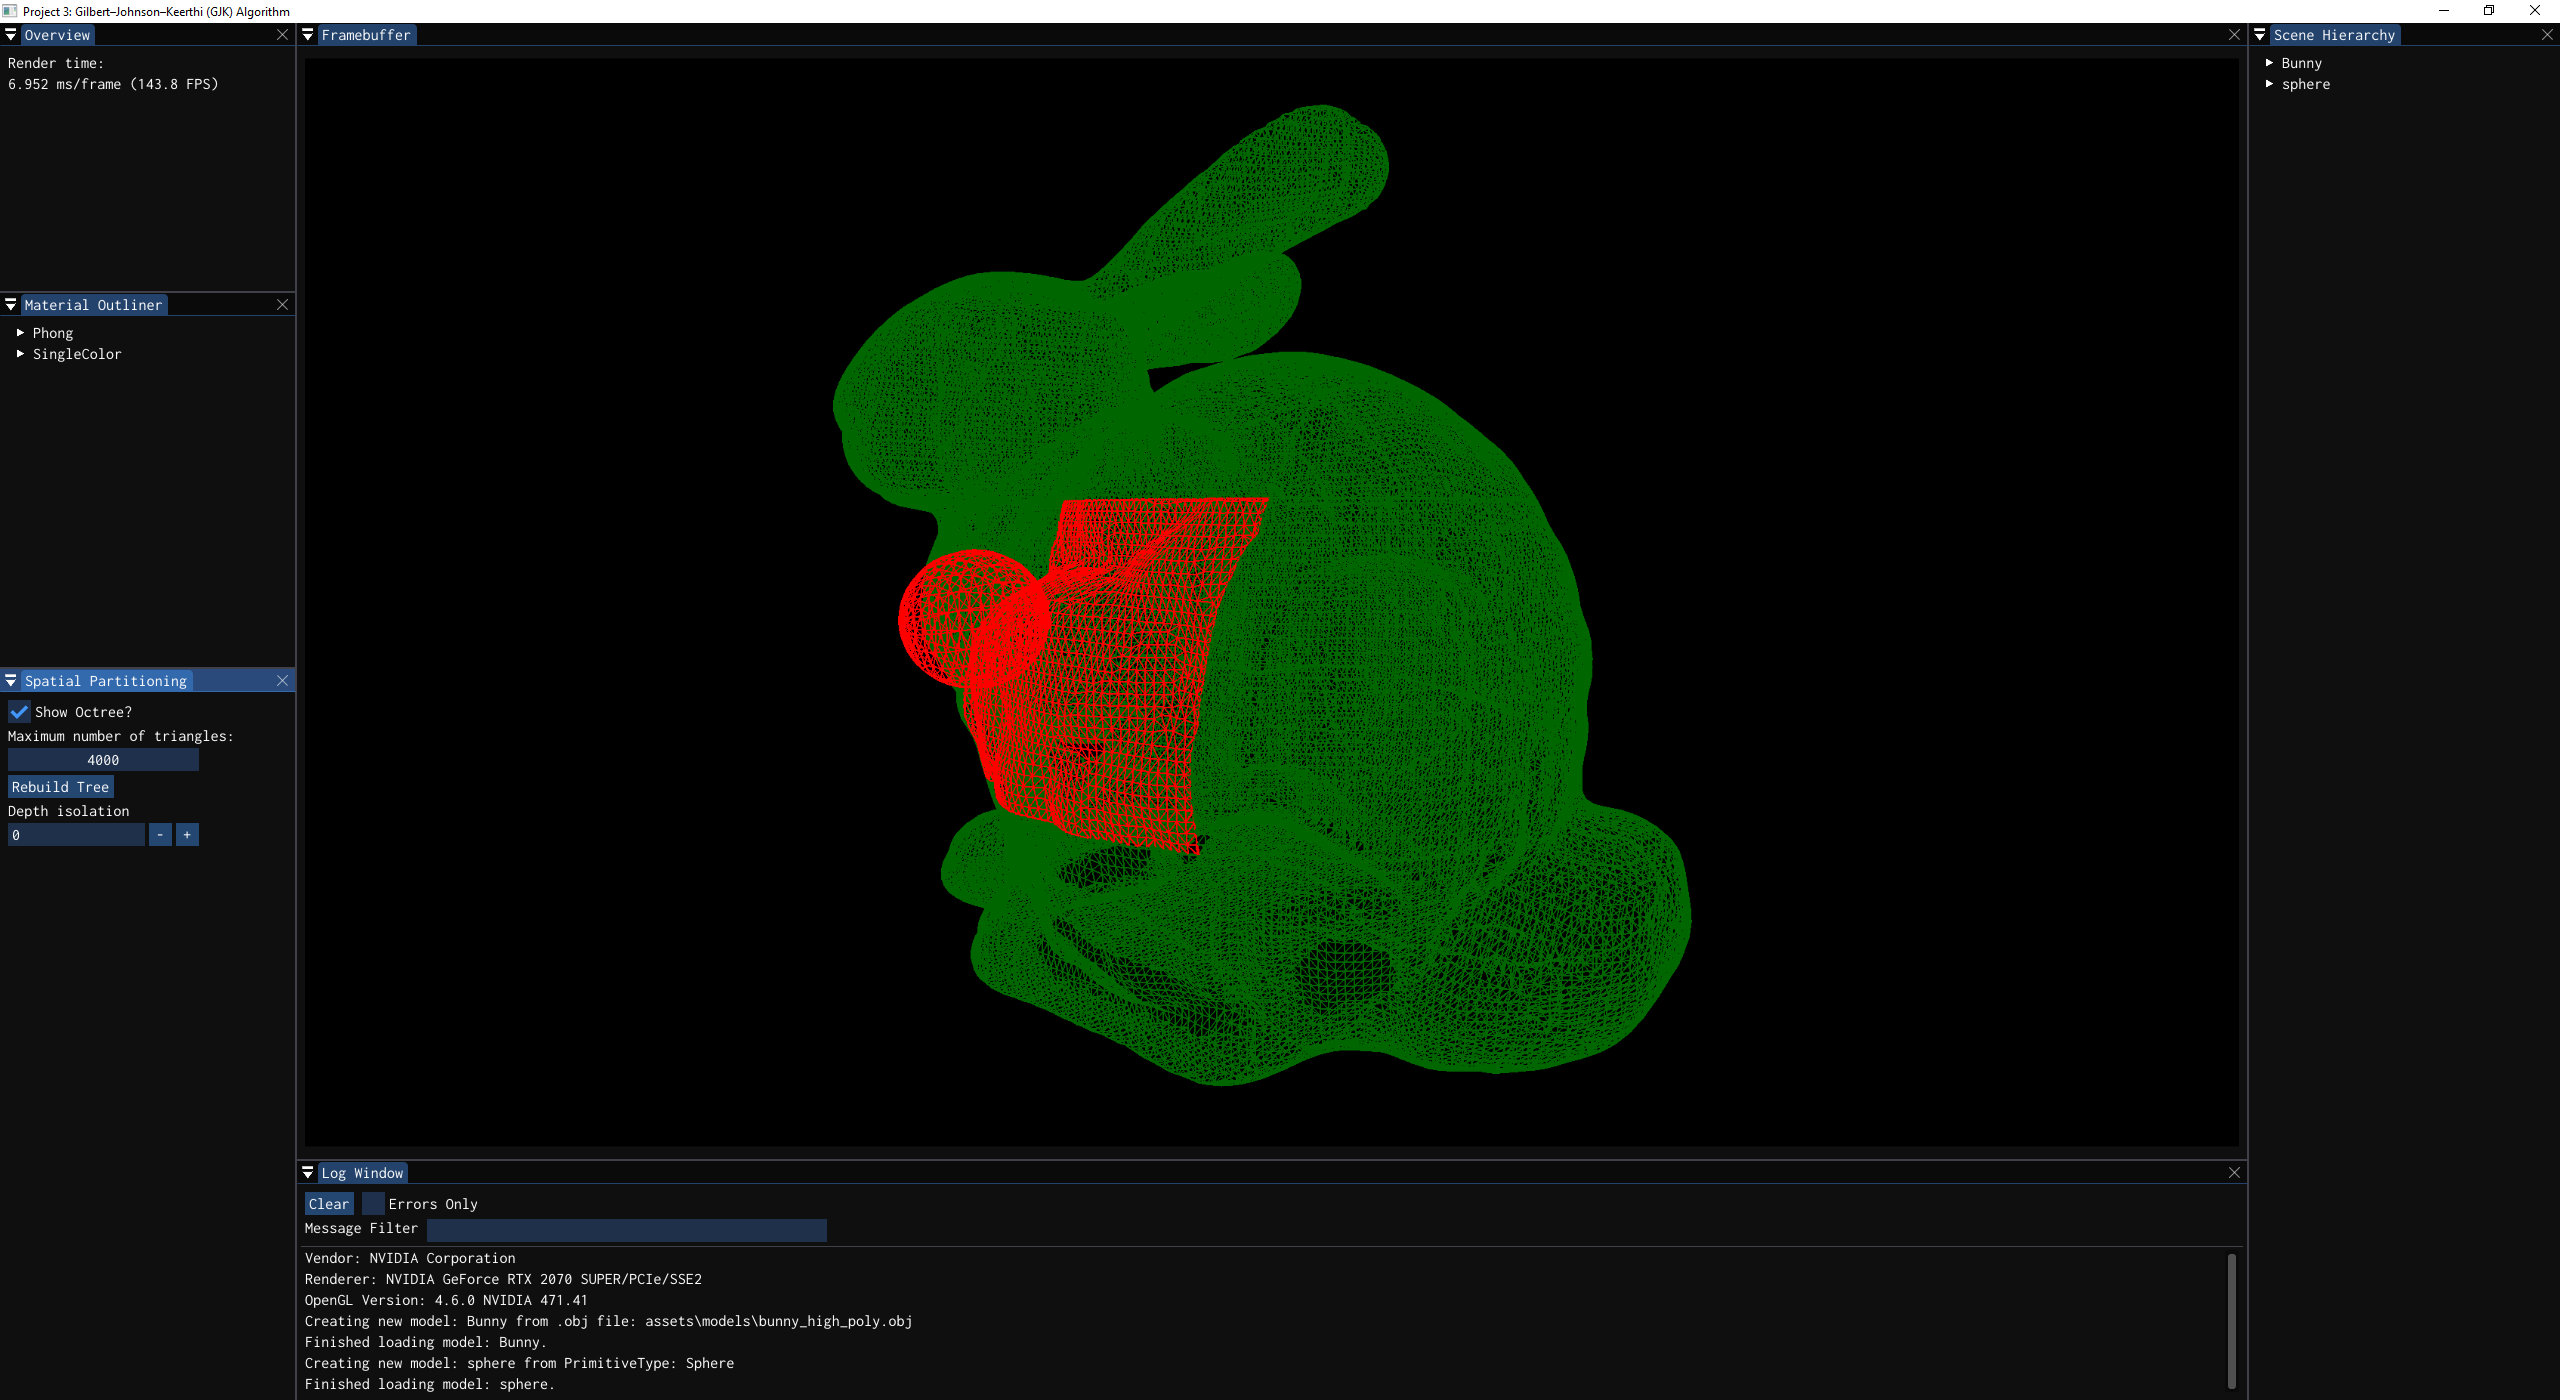 Project 3: Gilbert–Johnson–Keerthi (GJK) Algorithm
Overview
Render time:
6.952 ms/frame (143.8 FPS)
Material Outliner
Phong
SingleColor
Spatial Partitioning
Show Octree?
Maximum number of triangles:
4000
Rebuild Tree
Depth isolation
0 - +
Framebuffer
Log Window
Clear Errors Only
Message Filter
Vendor: NVIDIA Corporation
Renderer: NVIDIA GeForce RTX 2070 SUPER/PCIe/SSE2
OpenGL Version: 4.6.0 NVIDIA 471.41
Creating new model: Bunny from .obj file: assets\models\bunny_high_poly.obj
Finished loading model: Bunny.
Creating new model: sphere from PrimitiveType: Sphere
Finished loading model: sphere.
Scene Hierarchy
Bunny
sphere